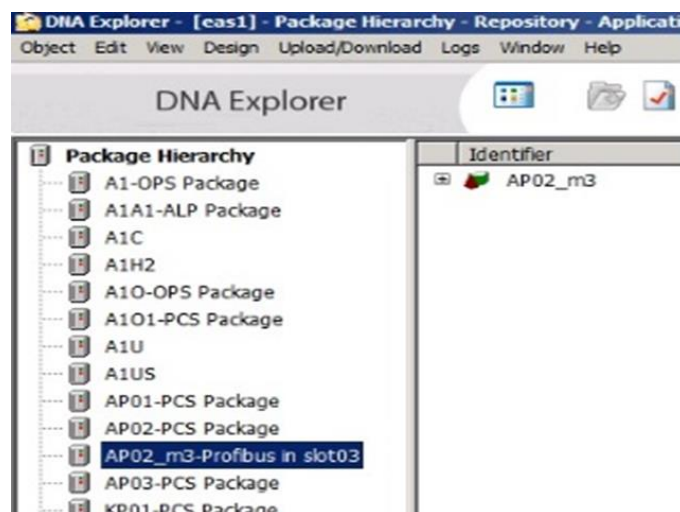 DNA Explorer - [eas1] - Package Hierarchy - Repository - Applicati
Object Edit View Design Upload/Download Logs Window Help
DNA Explorer
Package Hierarchy
Identifier
A1-OPS Package
AP02_m3
A1A1-ALP Package
A1C
A1H2
A1O-OPS Package
A1O1-PCS Package
A1U
A1US
AP01-PCS Package
AP02-PCS Package
AP02_m3-Profibus in slot03
AP03-PCS Package
KP01-PCS Package